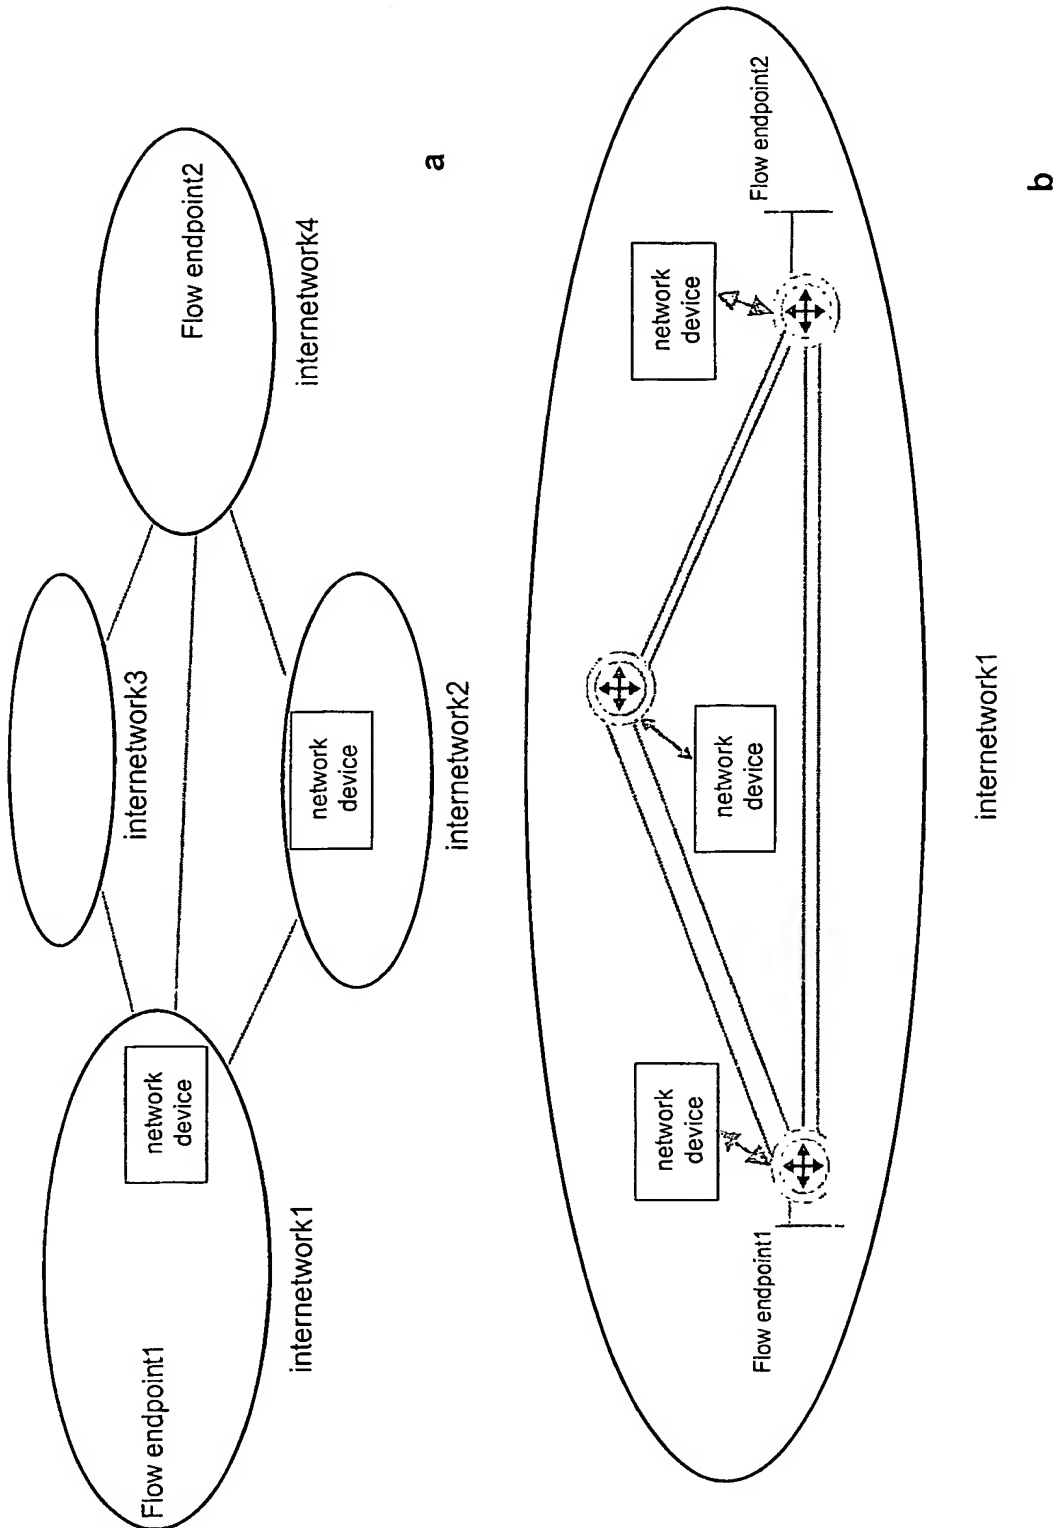 internetwork3
Flow endpoint1
network
device
Flow endpoint2
internetwork1
network
device
internetwork4
internetwork2
a
network
device
network
device
network
device
Flow endpoint1
Flow endpoint2
internetwork1
b